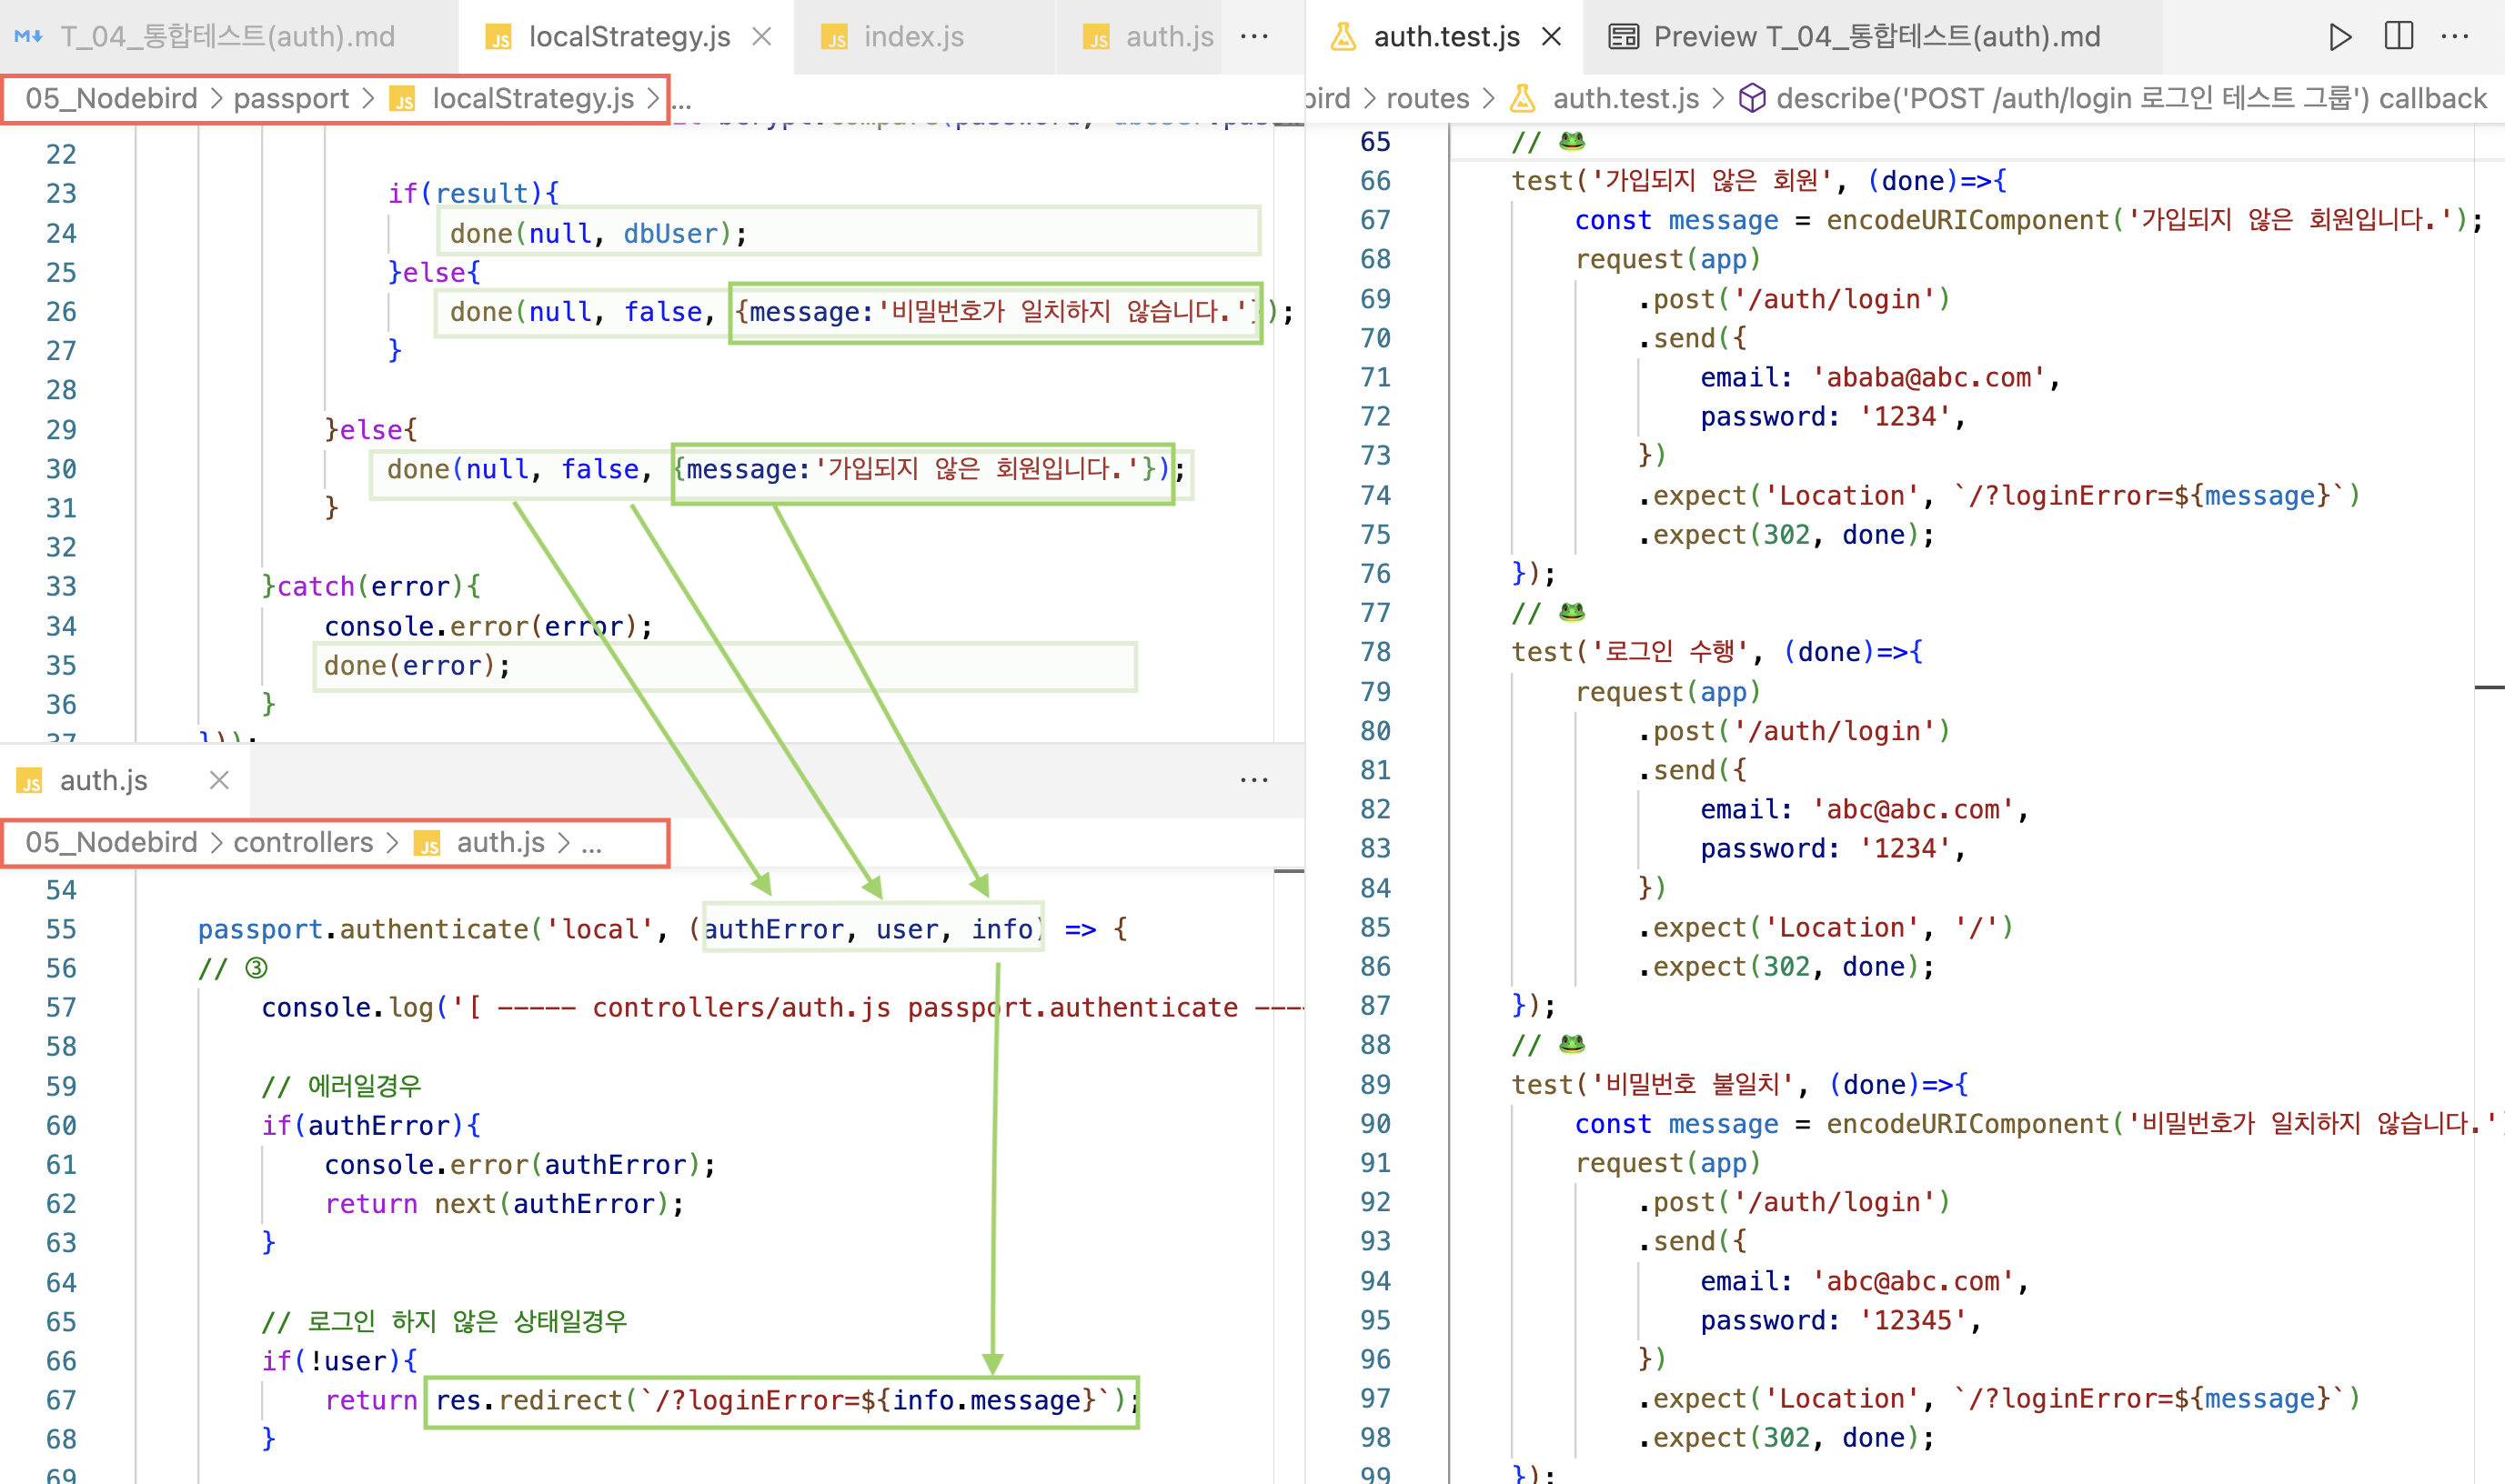 T_04_통합테스트(auth).md
localStrategy.js
index.js
auth.js
05_Nodebird > passport > localStrategy.js > ...
22
23 if(result){
24 done(null, dbUser);
25 }else{
26 done(null, false, {message:'비밀번호가 일치하지 않습니다.'});
27 }
28
29 }else{
30 done(null, false, {message:'가입되지 않은 회원입니다.'});
31 }
32
33 }catch(error){
34 console.error(error);
35 done(error);
36 }
37 }));
auth.js
05_Nodebird > controllers > auth.js > ...
54
55 passport.authenticate('local', (authError, user, info) => {
56 // ③
57 console.log('[ ----- controllers/auth.js passport.authenticate ----
58
59 // 에러일경우
60 if(authError){
61 console.error(authError);
62 return next(authError);
63 }
64
65 // 로그인 하지 않은 상태일경우
66 if(!user){
67 return res.redirect(`/?loginError=${info.message}`);
68 }
69
auth.test.js
Preview T_04_통합테스트(auth).md
bird > routes > auth.test.js > describe('POST /auth/login 로그인 테스트 그룹') callback
65 // 🐸
66 test('가입되지 않은 회원', (done)=>{
67 const message = encodeURIComponent('가입되지 않은 회원입니다.');
68 request(app)
69 .post('/auth/login')
70 .send({
71 email: 'ababa@abc.com',
72 password: '1234',
73 })
74 .expect('Location', `/?loginError=${message}`)
75 .expect(302, done);
76 });
77 // 🐸
78 test('로그인 수행', (done)=>{
79 request(app)
80 .post('/auth/login')
81 .send({
82 email: 'abc@abc.com',
83 password: '1234',
84 })
85 .expect('Location', '/')
86 .expect(302, done);
87 });
88 // 🐸
89 test('비밀번호 불일치', (done)=>{
90 const message = encodeURIComponent('비밀번호가 일치하지 않습니다.'
91 request(app)
92 .post('/auth/login')
93 .send({
94 email: 'abc@abc.com',
95 password: '12345',
96 })
97 .expect('Location', `/?loginError=${message}`)
98 .expect(302, done);
99 });